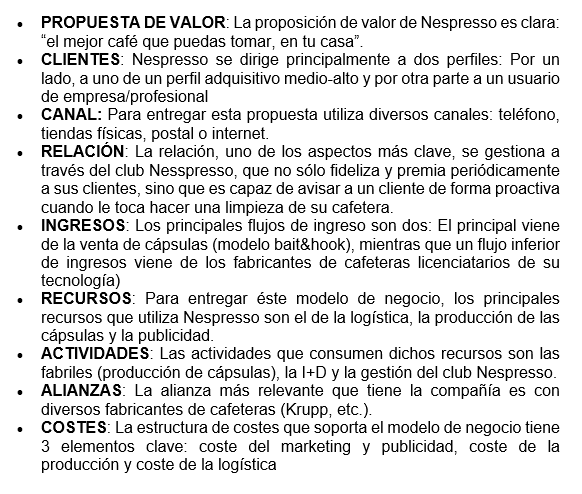 • PROPUESTA DE VALOR: La proposición de valor de Nespresso es clara:
“el mejor café que puedas tomar, en tu casa”.
• CLIENTES: Nespresso se dirige principalmente a dos perfiles: Por un
lado, a uno de un perfil adquisitivo medio-alto y por otra parte a un usuario
de empresa/profesional
• CANAL: Para entregar esta propuesta utiliza diversos canales: teléfono,
tiendas físicas, postal o internet.
• RELACIÓN: La relación, uno de los aspectos más clave, se gestiona a
través del club Nesspresso, que no sólo fideliza y premia periódicamente
a sus clientes, sino que es capaz de avisar a un cliente de forma proactiva
cuando le toca hacer una limpieza de su cafetera.
• INGRESOS: Los principales flujos de ingreso son dos: El principal viene
de la venta de cápsulas (modelo bait&hook), mientras que un flujo inferior
de ingresos viene de los fabricantes de cafeteras licenciatarios de su
tecnología)
• RECURSOS: Para entregar éste modelo de negocio, los principales
recursos que utiliza Nespresso son el de la logística, la producción de las
cápsulas y la publicidad.
• ACTIVIDADES: Las actividades que consumen dichos recursos son las
fabriles (producción de cápsulas), la I+D y la gestión del club Nespresso.
• ALIANZAS: La alianza más relevante que tiene la compañía es con
diversos fabricantes de cafeteras (Krupp, etc.).
• COSTES: La estructura de costes que soporta el modelo de negocio tiene
3 elementos clave: coste del marketing y publicidad, coste de la
producción y coste de la logística